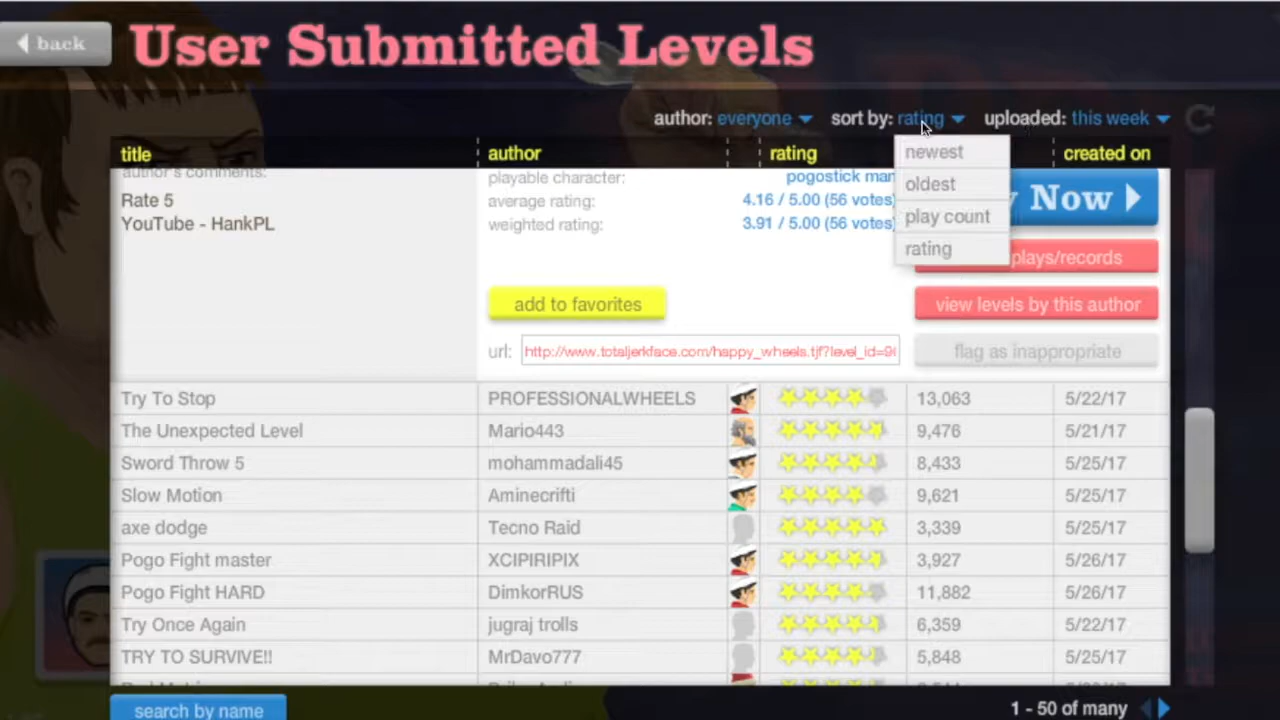 back
User Submitted Levels
author: everyone sort by: rating uploaded: this week
title author rating created on
newest
oldest
play count
rating
author's comments:
Rate 5
YouTube - HankPL
playable character: pogostick man
average rating: 4.16 / 5.00 (56 votes)
weighted rating: 3.91 / 5.00 (56 votes)
Now
plays/records
add to favorites
view levels by this author
url: http://www.totaljerkface.com/happy_wheels.tjf?level_id=9
flag as inappropriate
Try To Stop PROFESSIONALWHEELS 13,063 5/22/17
The Unexpected Level Mario443 9,476 5/21/17
Sword Throw 5 mohammadali45 8,433 5/25/17
Slow Motion Aminecrifti 9,621 5/25/17
axe dodge Tecno Raid 3,339 5/25/17
Pogo Fight master XCIPIRIPIX 3,927 5/26/17
Pogo Fight HARD DimkorRUS 11,882 5/26/17
Try Once Again jugraj trolls 6,359 5/22/17
TRY TO SURVIVE!! MrDavo777 5,848 5/25/17
search by name
1 - 50 of many